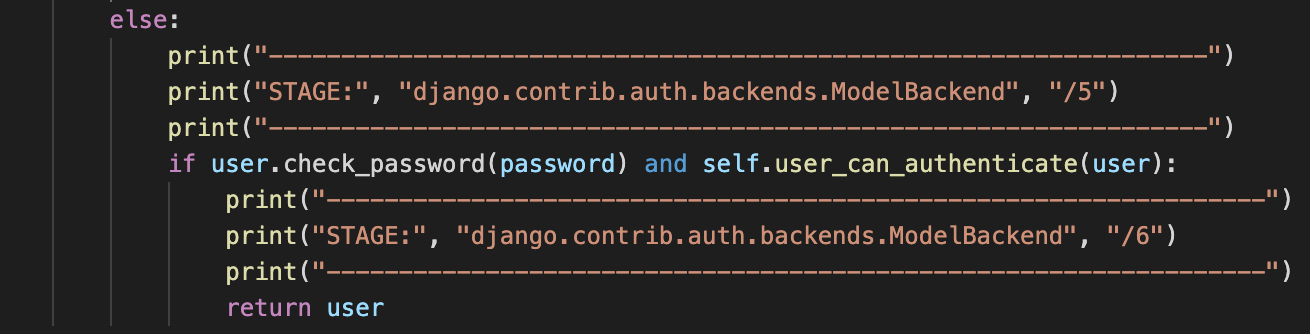 else:
print("-----------------------------------------------------------------")
print("STAGE:", "django.contrib.auth.backends.ModelBackend", "/5")
print("-----------------------------------------------------------------")
if user.check_password(password) and self.user_can_authenticate(user):
print("-----------------------------------------------------------------")
print("STAGE:", "django.contrib.auth.backends.ModelBackend", "/6")
print("-----------------------------------------------------------------")
return user